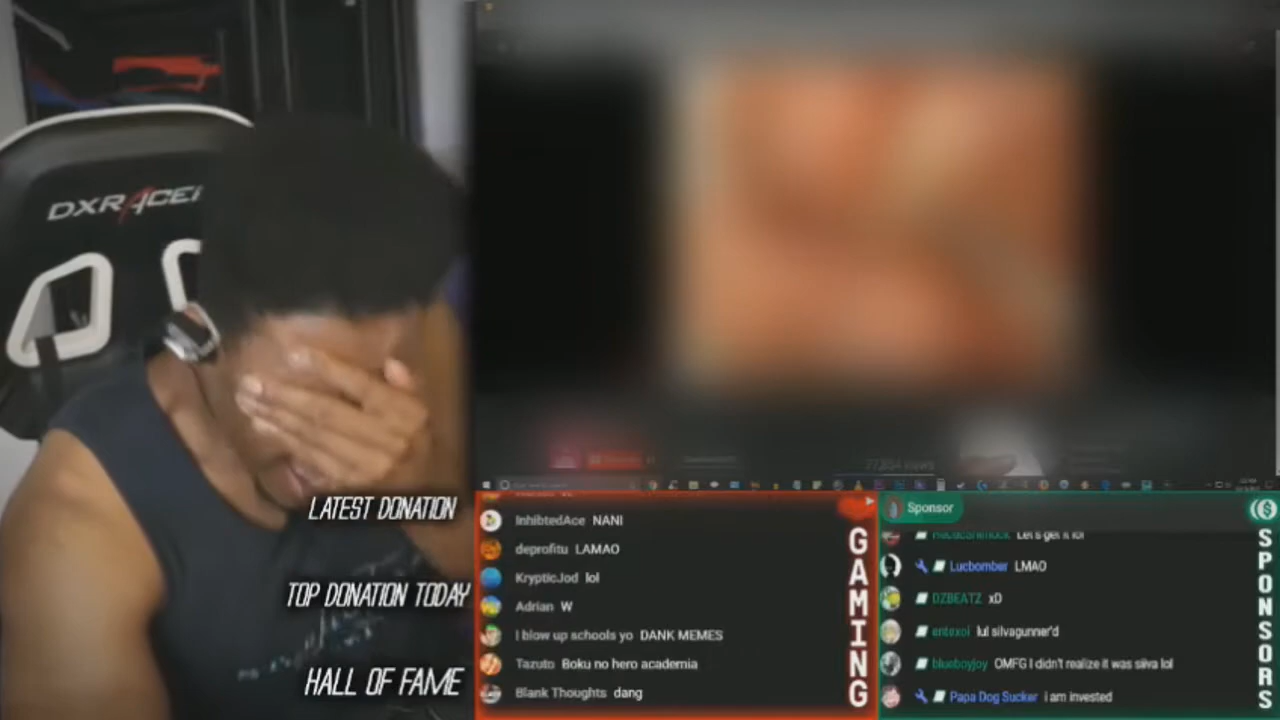 DXRACER
LATEST DONATION
TOP DONATION TODAY
HALL OF FAME
InhibtedAce NANI
deprofitu LAMAO
KrypticJod lol
Adrian W
I blow up schools yo DANK MEMES
Tazuto Boku no hero academia
Blank Thoughts dang
GAMING
Sponsor
Let's get it lol
Lucbomber LMAO
DZBEATZ xD
entexoi lul silvagunner'd
blueboyjoy OMFG I didn't realize it was siiva lol
Papa Dog Sucker i am invested
SPONSORS